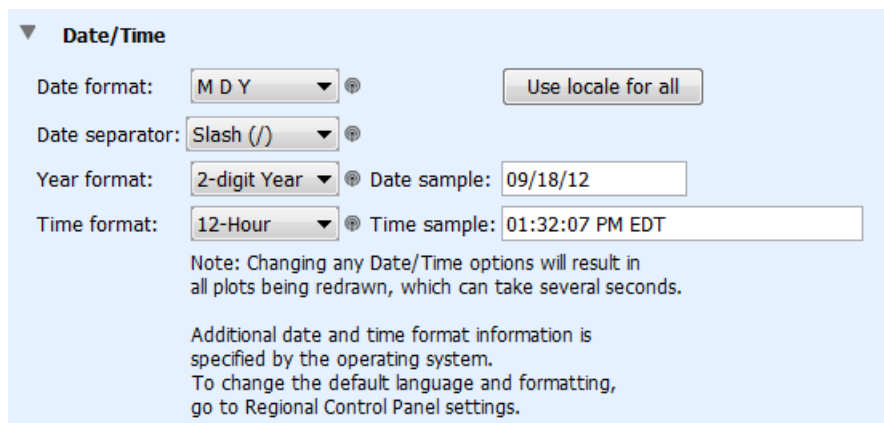 Date/Time
Date format: M D Y Use locale for all
Date separator: Slash (/)
Year format: 2-digit Year Date sample: 09/18/12
Time format: 12-Hour Time sample: 01:32:07 PM EDT
Note: Changing any Date/Time options will result in
all plots being redrawn, which can take several seconds.
Additional date and time format information is
specified by the operating system.
To change the default language and formatting,
go to Regional Control Panel settings.